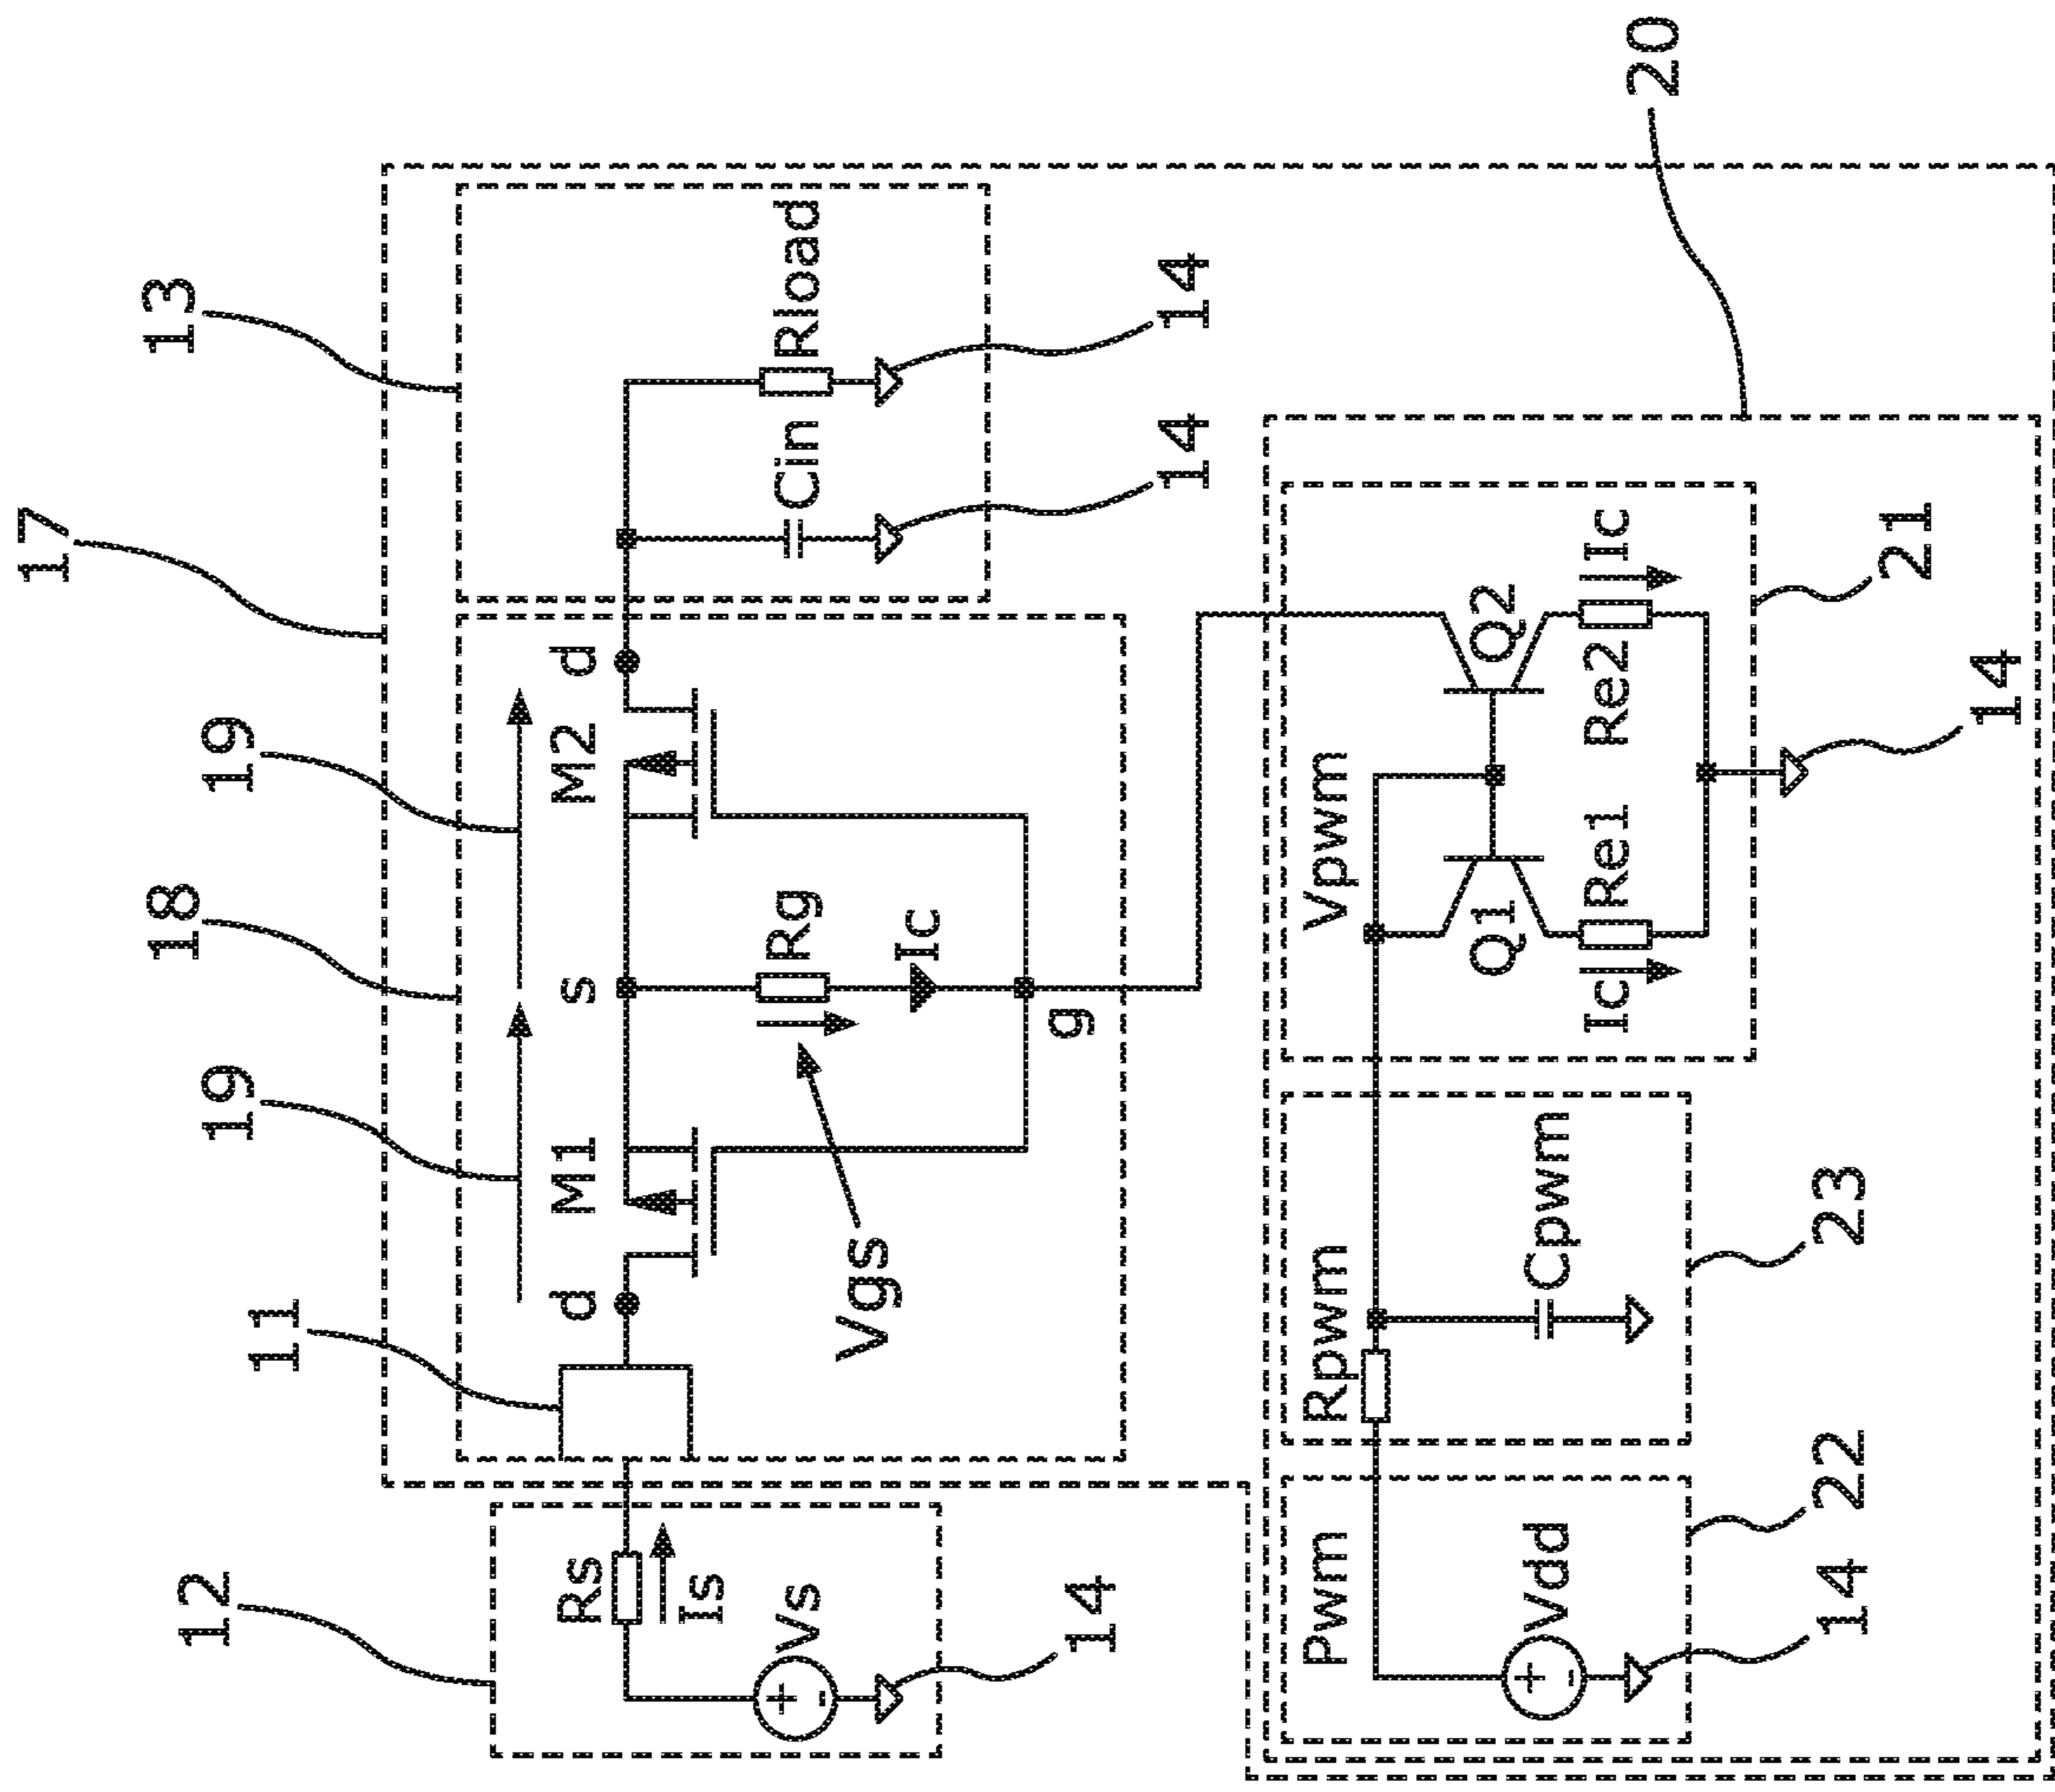 17
13
18
19
19
11
12
20
Rs
Is
Vs
+
-
14
d
M1
s
M2
d
Rg
Ic
Vgs
g
Cin
Rload
14
14
Pwm
Vdd
+
-
14
22
Rpwm
Cpwm
23
Vpwm
Q1
Q2
Ic
Re1
Re2
Ic
21
14